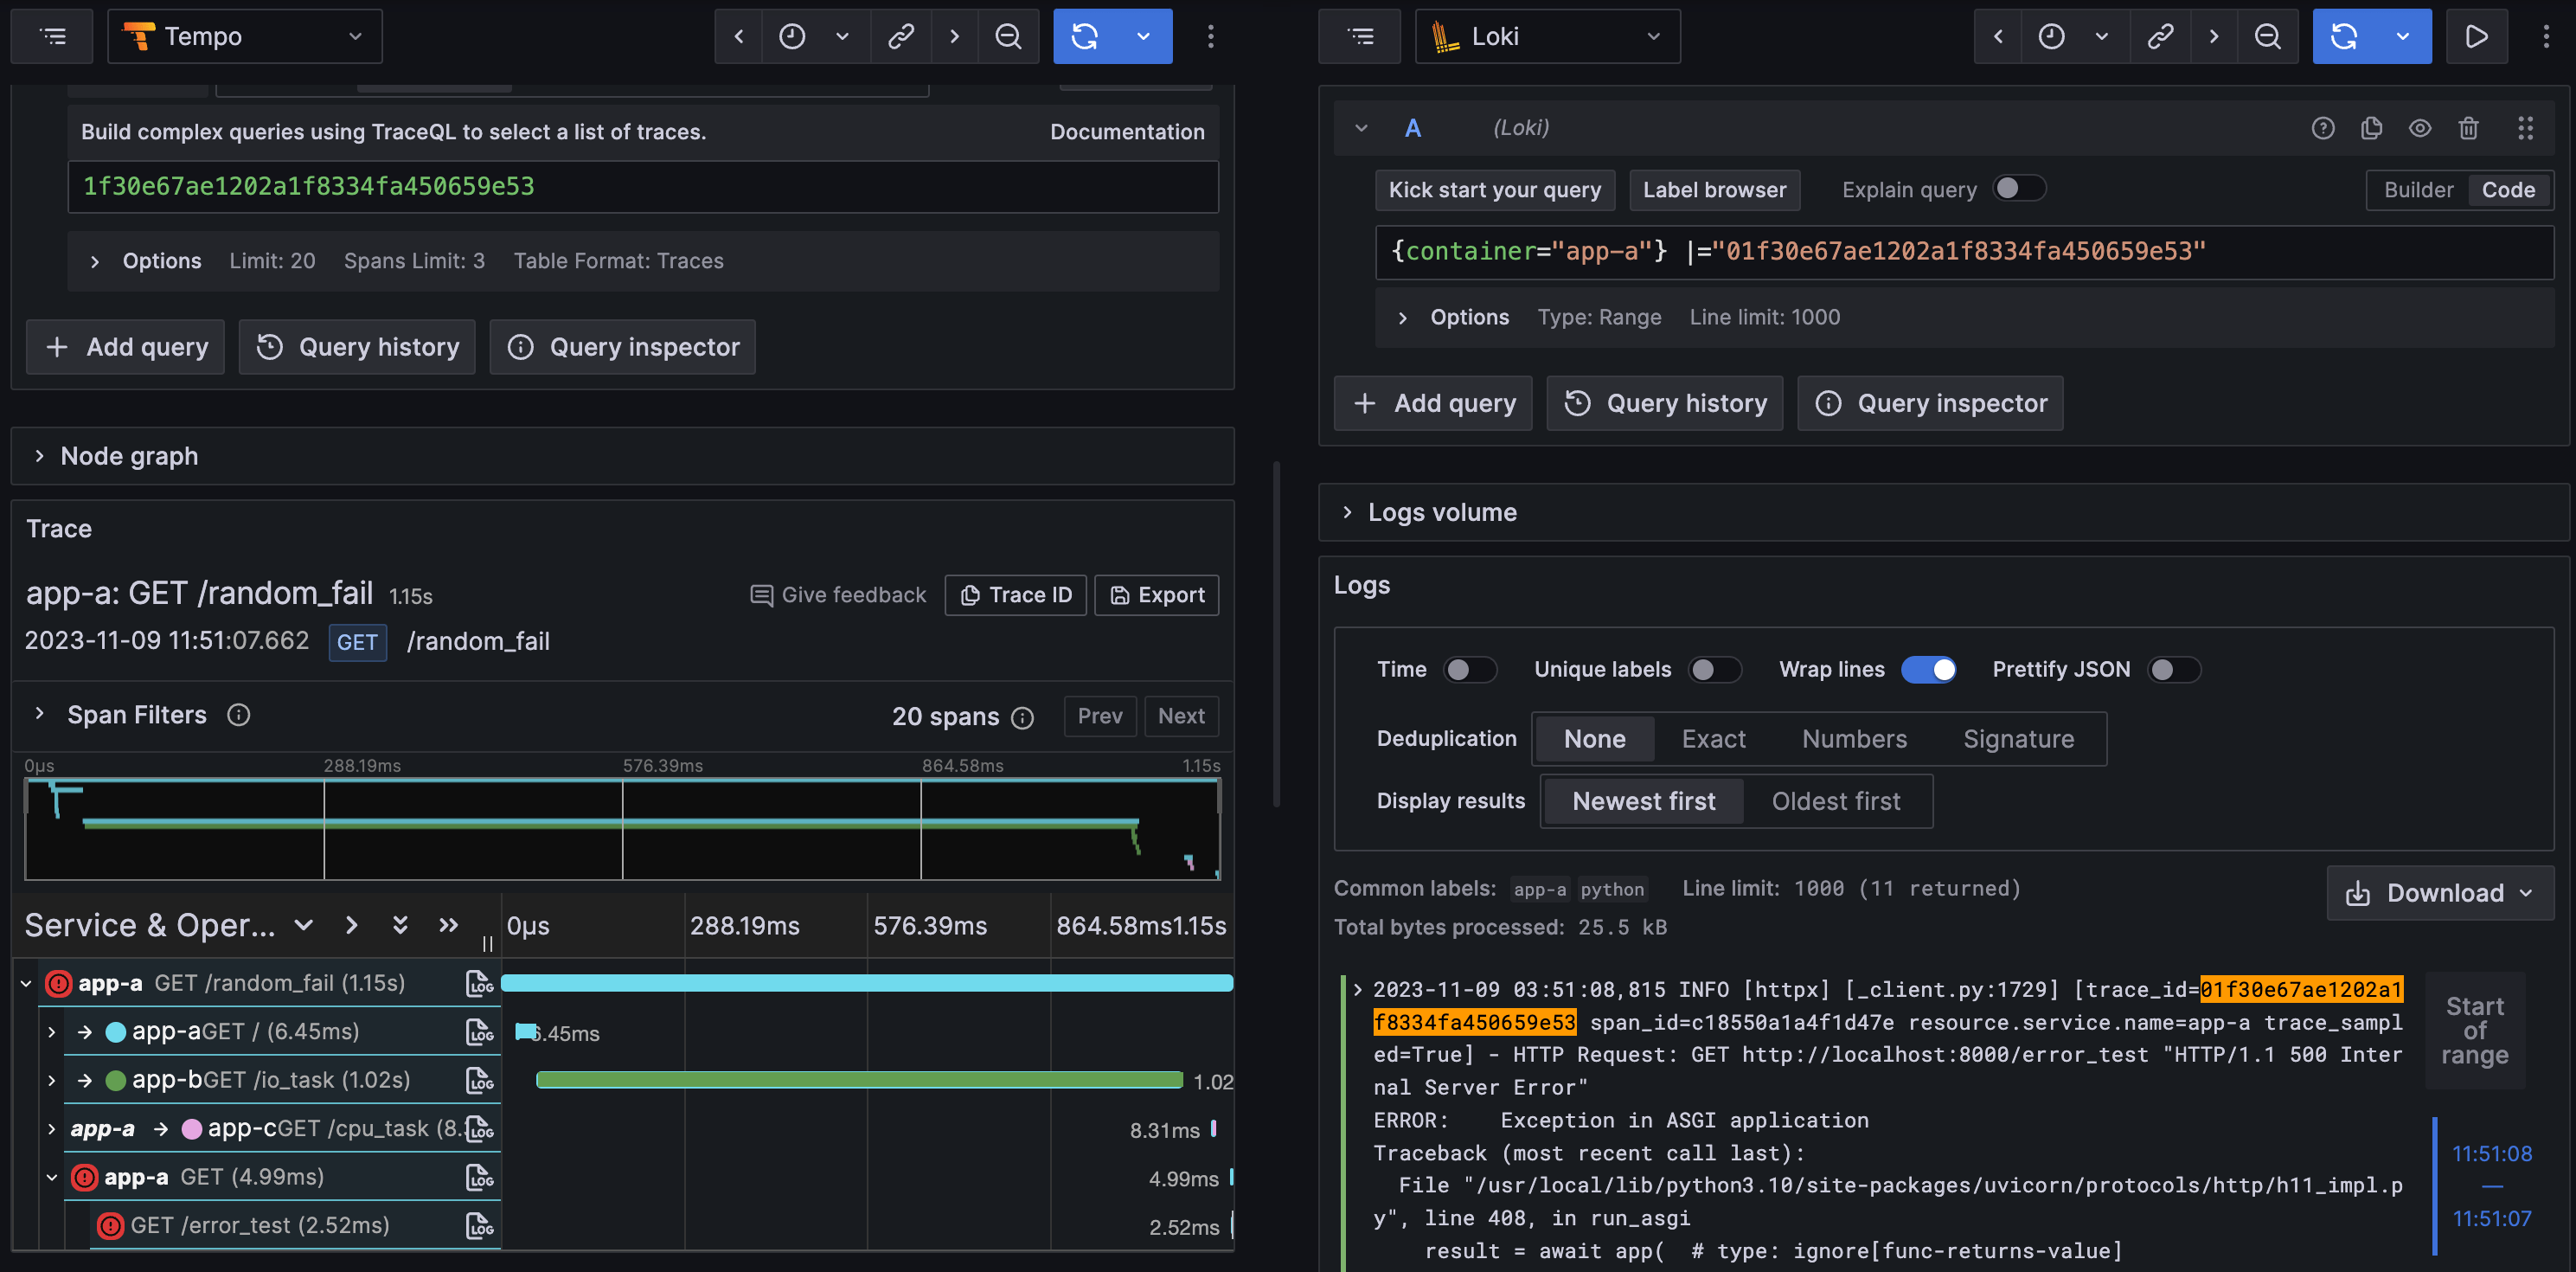 Tempo
Build complex queries using TraceQL to select a list of traces.
Documentation
1f30e67ae1202a1f8334fa450659e53
Options Limit: 20 Spans Limit: 3 Table Format: Traces
Add query
Query history
Query inspector
Node graph
Trace
app-a: GET /random_fail 1.15s
Give feedback
Trace ID
Export
2023-11-09 11:51:07.662 GET /random_fail
Span Filters
20 spans
Prev
Next
0μs 288.19ms 576.39ms 864.58ms 1.15s
Service & Oper...
0μs 288.19ms 576.39ms 864.58ms1.15s
app-a GET /random_fail (1.15s) LOG
app-aGET / (6.45ms) LOG 6.45ms
app-bGET /io_task (1.02s) LOG 1.02
app-a → app-cGET /cpu_task (8. LOG 8.31ms
app-a GET (4.99ms) LOG 4.99ms
GET /error_test (2.52ms) LOG 2.52ms
Loki
A (Loki)
Kick start your query
Label browser
Explain query
Builder
Code
{container="app-a"} |="01f30e67ae1202a1f8334fa450659e53"
Options Type: Range Line limit: 1000
Add query
Query history
Query inspector
Logs volume
Logs
Time
Unique labels
Wrap lines
Prettify JSON
Deduplication None Exact Numbers Signature
Display results Newest first Oldest first
Common labels: app-a python Line limit: 1000 (11 returned)
Total bytes processed: 25.5 kB
Download
2023-11-09 03:51:08,815 INFO [httpx] [_client.py:1729] [trace_id=01f30e67ae1202a1
f8334fa450659e53 span_id=c18550a1a4f1d47e resource.service.name=app-a trace_sampl
ed=True] - HTTP Request: GET http://localhost:8000/error_test "HTTP/1.1 500 Inter
nal Server Error"
ERROR:    Exception in ASGI application
Traceback (most recent call last):
  File "/usr/local/lib/python3.10/site-packages/uvicorn/protocols/http/h11_impl.p
y", line 408, in run_asgi
    result = await app(  # type: ignore[func-returns-value]
Start
of
range
11:51:08
—
11:51:07